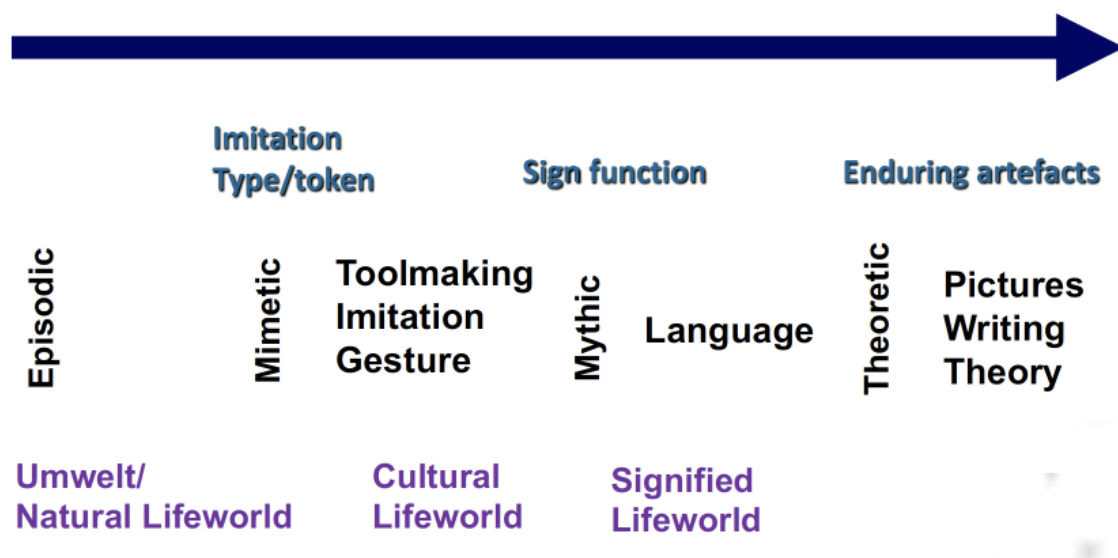 Imitation
Type/token
Sign function
Enduring artefacts
Episodic
Mimetic
Toolmaking
Imitation
Gesture
Mythic
Language
Theoretic
Pictures
Writing
Theory
Umwelt/
Natural Lifeworld
Cultural
Lifeworld
Signified
Lifeworld